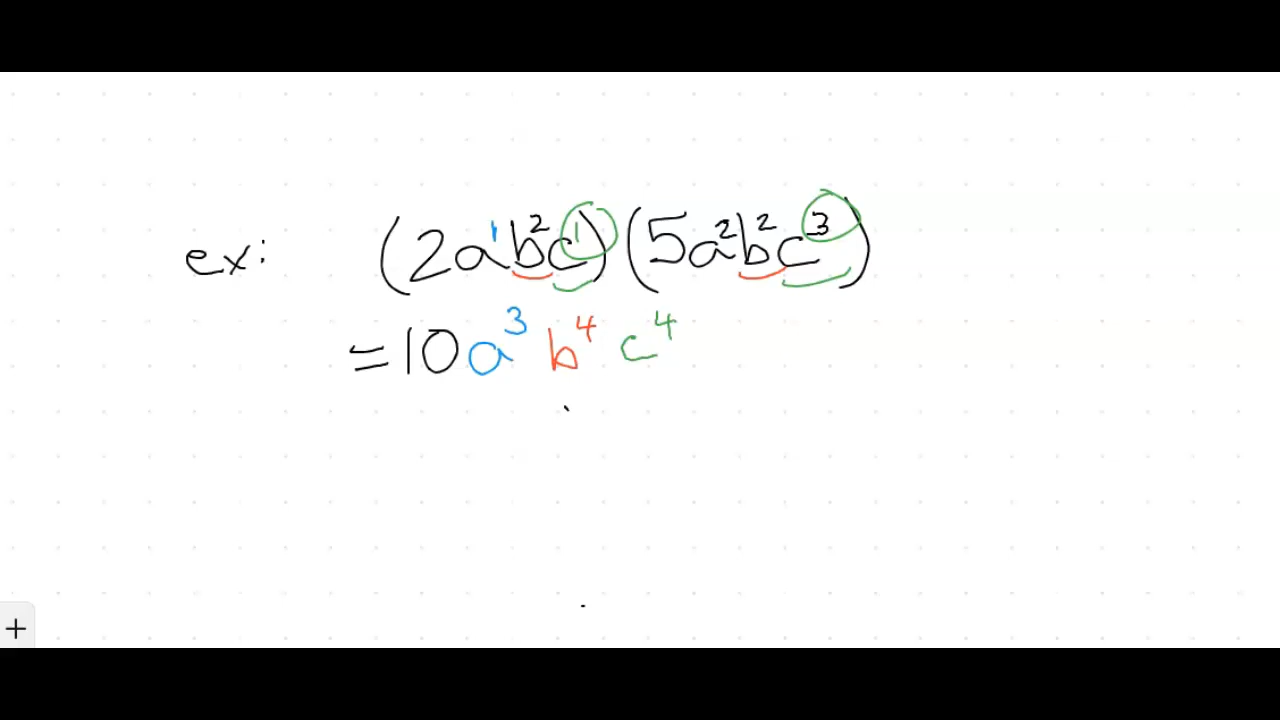 ex: (2a¹b²c¹)(5a²b²c³)
=10a³b⁴c⁴
+